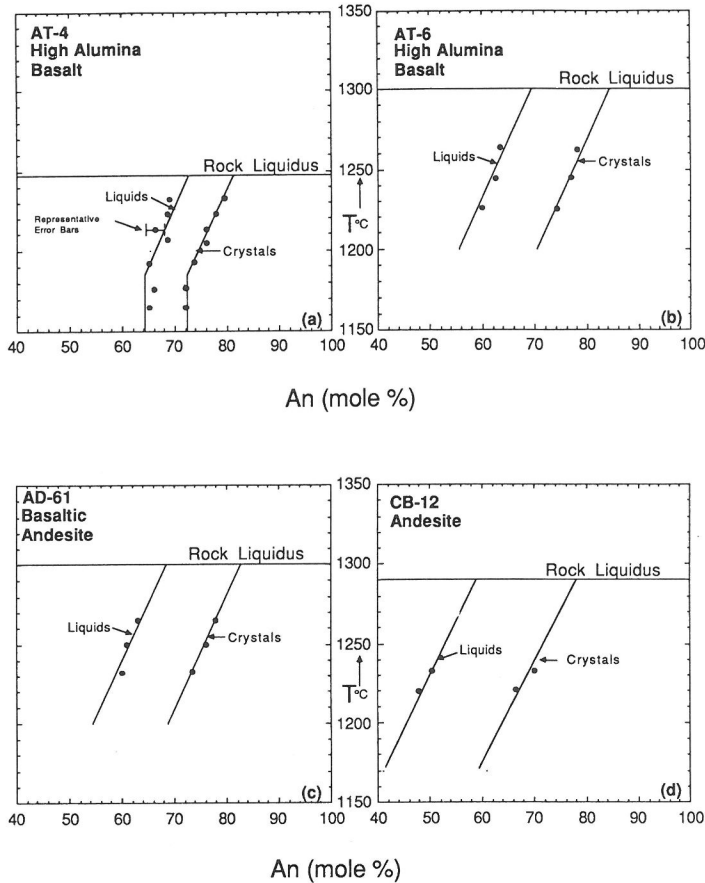 AT-4
High Alumina
Basalt
Rock Liquidus
Liquids
Representative
Error Bars
Crystals
(a)
40 50 60 70 80 90 100
1350
1300
1250
T°C
1200
1150
AT-6
High Alumina
Basalt
Rock Liquidus
Liquids
Crystals
(b)
40 50 60 70 80 90 100
An (mole %)
AD-61
Basaltic
Andesite
Rock Liquidus
Liquids
Crystals
(c)
40 50 60 70 80 90 100
1350
1300
1250
T°C
1200
1150
CB-12
Andesite
Rock Liquidus
Liquids
Crystals
(d)
40 50 60 70 80 90 100
An (mole %)